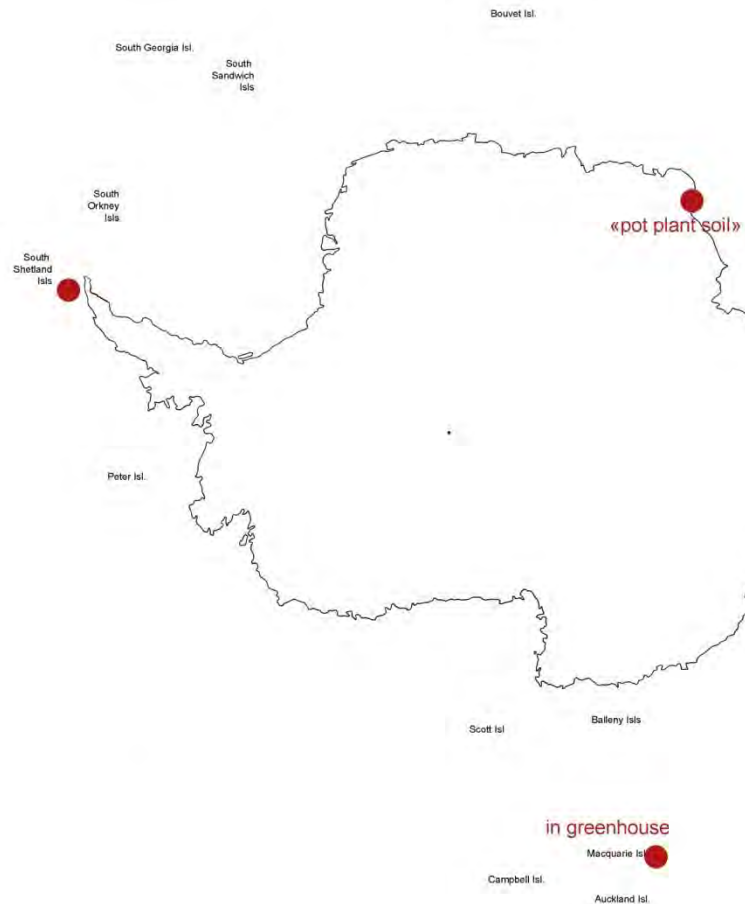 Bouvet Isl.
South Georgia Isl.
South
Sandwich
Isls
South
Orkney
Isls
«pot plant soil»
South
Shetland
Isls
Peter Isl.
Balleny Isls
Scott Isl
in greenhouse
Macquarie Isl
Campbell Isl.
Auckland Isl.